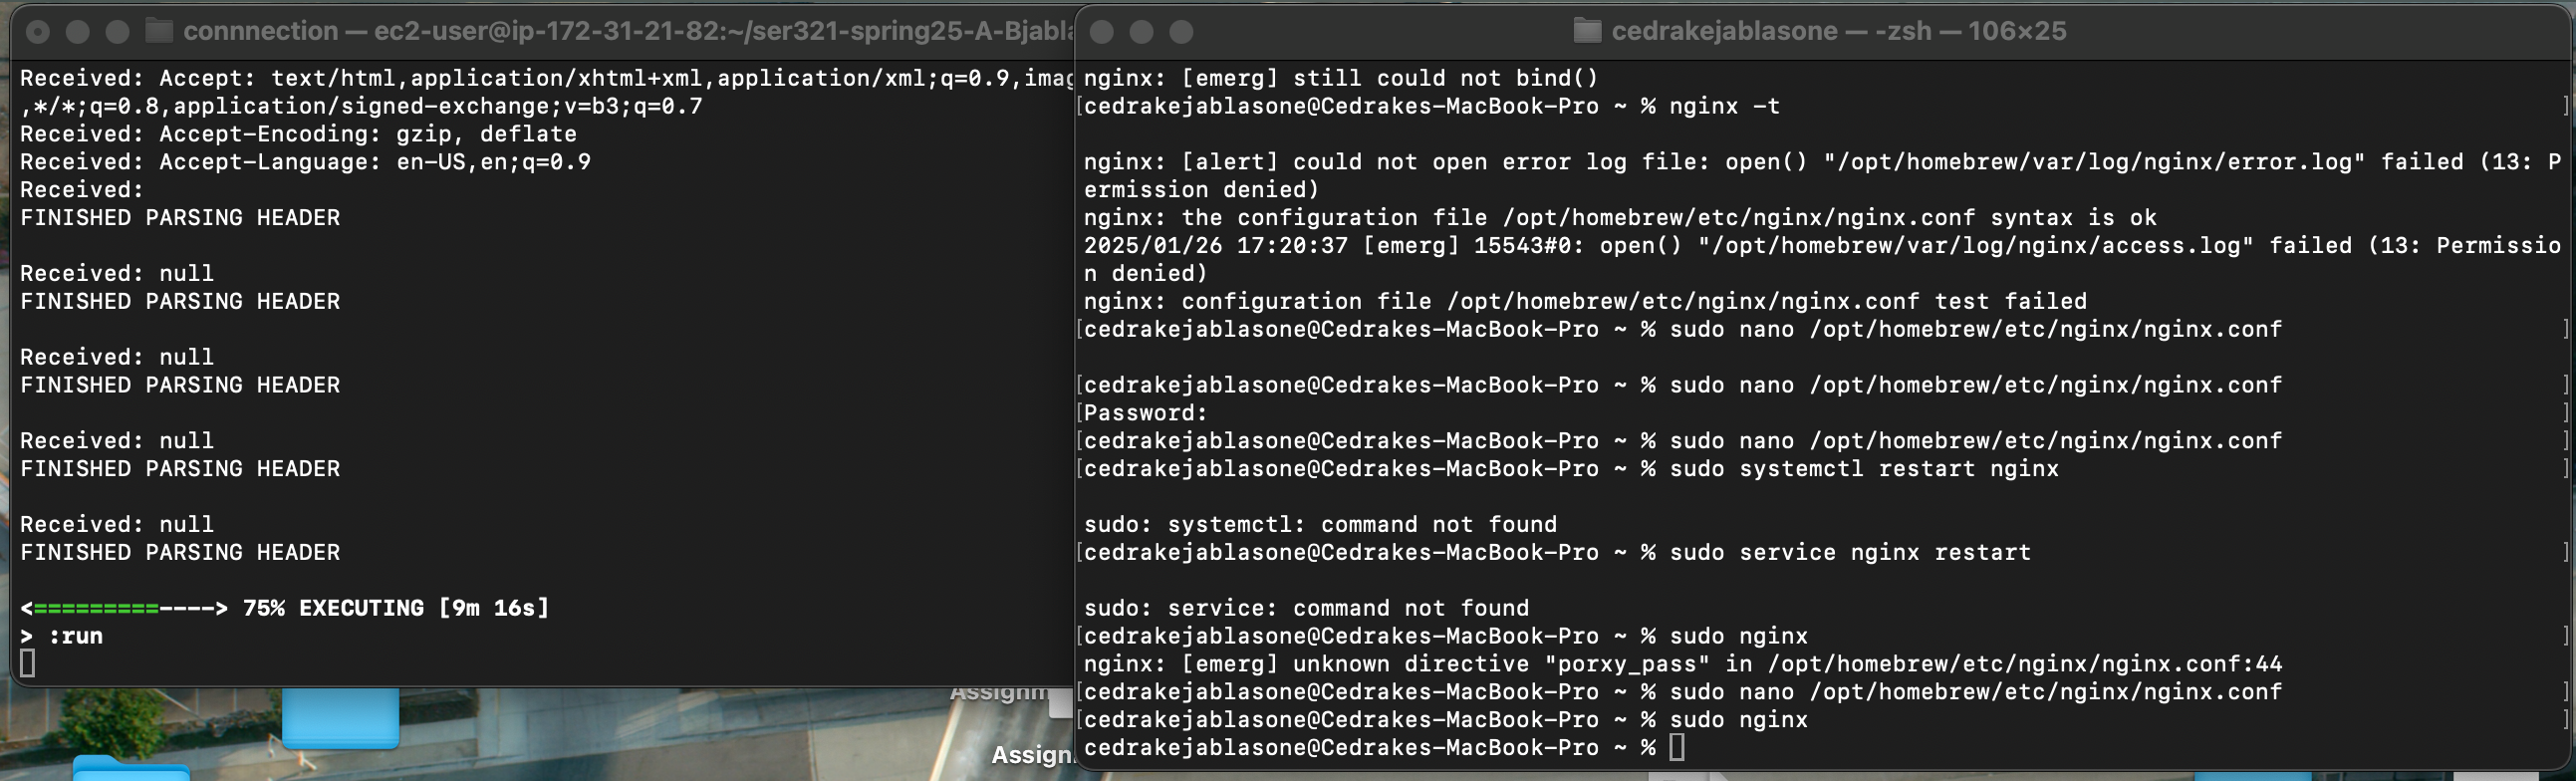 connnection — ec2-user@ip-172-31-21-82:~/ser321-spring25-A-Bjabla
Received: Accept: text/html,application/xhtml+xml,application/xml;q=0.9,imag
,*/*;q=0.8,application/signed-exchange;v=b3;q=0.7
Received: Accept-Encoding: gzip, deflate
Received: Accept-Language: en-US,en;q=0.9
Received:
FINISHED PARSING HEADER
Received: null
FINISHED PARSING HEADER
Received: null
FINISHED PARSING HEADER
Received: null
FINISHED PARSING HEADER
Received: null
FINISHED PARSING HEADER
<=========----> 75% EXECUTING [9m 16s]
> :run
cedrakejablasone — -zsh — 106×25
nginx: [emerg] still could not bind()
[cedrakejablasone@Cedrakes-MacBook-Pro ~ % nginx -t ]
nginx: [alert] could not open error log file: open() "/opt/homebrew/var/log/nginx/error.log" failed (13: P
ermission denied)
nginx: the configuration file /opt/homebrew/etc/nginx/nginx.conf syntax is ok
2025/01/26 17:20:37 [emerg] 15543#0: open() "/opt/homebrew/var/log/nginx/access.log" failed (13: Permissio
n denied)
nginx: configuration file /opt/homebrew/etc/nginx/nginx.conf test failed
[cedrakejablasone@Cedrakes-MacBook-Pro ~ % sudo nano /opt/homebrew/etc/nginx/nginx.conf ]
[cedrakejablasone@Cedrakes-MacBook-Pro ~ % sudo nano /opt/homebrew/etc/nginx/nginx.conf ]
[Password: ]
[cedrakejablasone@Cedrakes-MacBook-Pro ~ % sudo nano /opt/homebrew/etc/nginx/nginx.conf ]
[cedrakejablasone@Cedrakes-MacBook-Pro ~ % sudo systemctl restart nginx ]
sudo: systemctl: command not found
[cedrakejablasone@Cedrakes-MacBook-Pro ~ % sudo service nginx restart ]
sudo: service: command not found
[cedrakejablasone@Cedrakes-MacBook-Pro ~ % sudo nginx ]
nginx: [emerg] unknown directive "porxy_pass" in /opt/homebrew/etc/nginx/nginx.conf:44
[cedrakejablasone@Cedrakes-MacBook-Pro ~ % sudo nano /opt/homebrew/etc/nginx/nginx.conf ]
[cedrakejablasone@Cedrakes-MacBook-Pro ~ % sudo nginx ]
cedrakejablasone@Cedrakes-MacBook-Pro ~ %
Assignm
Assign